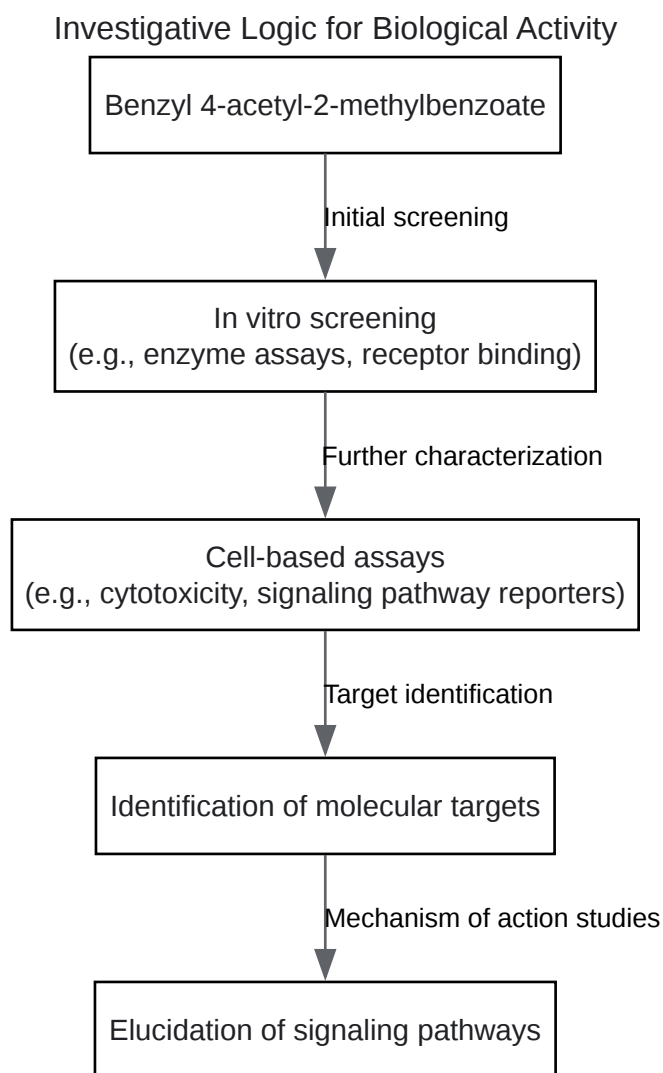 Investigative Logic for Biological Activity
Benzyl 4-acetyl-2-methylbenzoate
Initial screening
In vitro screening
(e.g., enzyme assays, receptor binding)
Further characterization
Cell-based assays
(e.g., cytotoxicity, signaling pathway reporters)
Target identification
Identification of molecular targets
Mechanism of action studies
Elucidation of signaling pathways